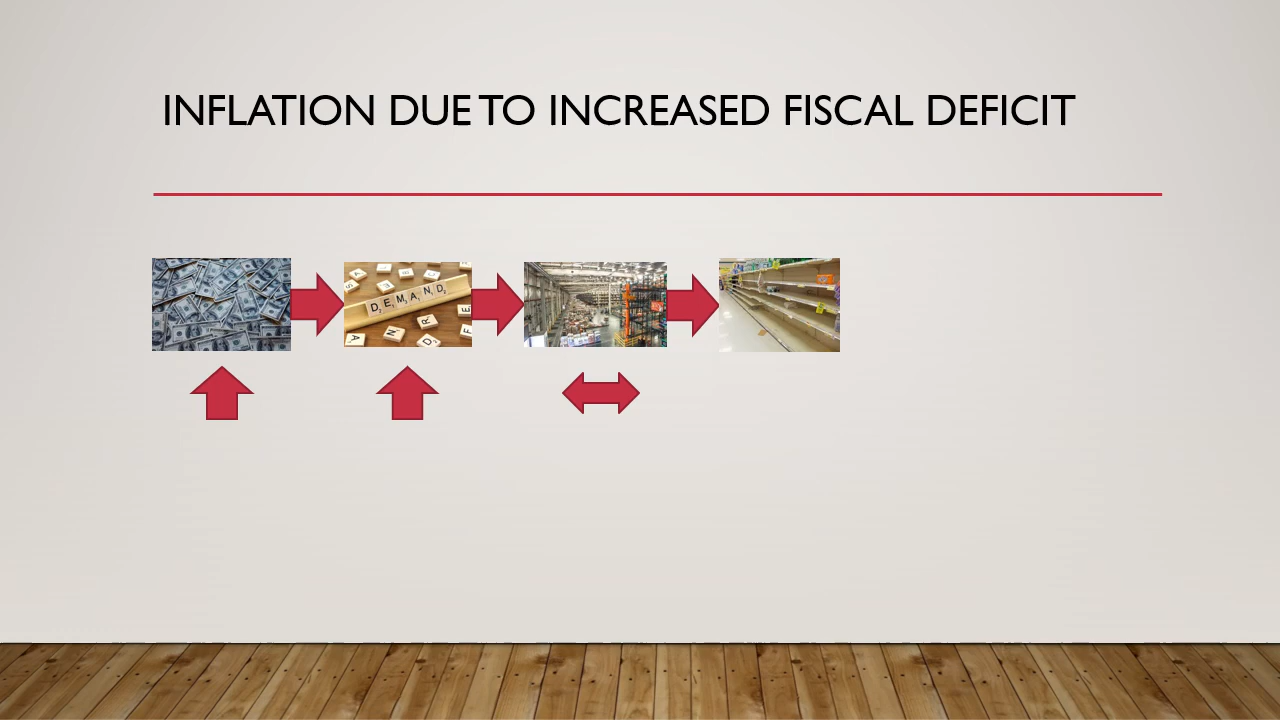 INFLATION DUE TO INCREASED FISCAL DEFICIT
DEMAND